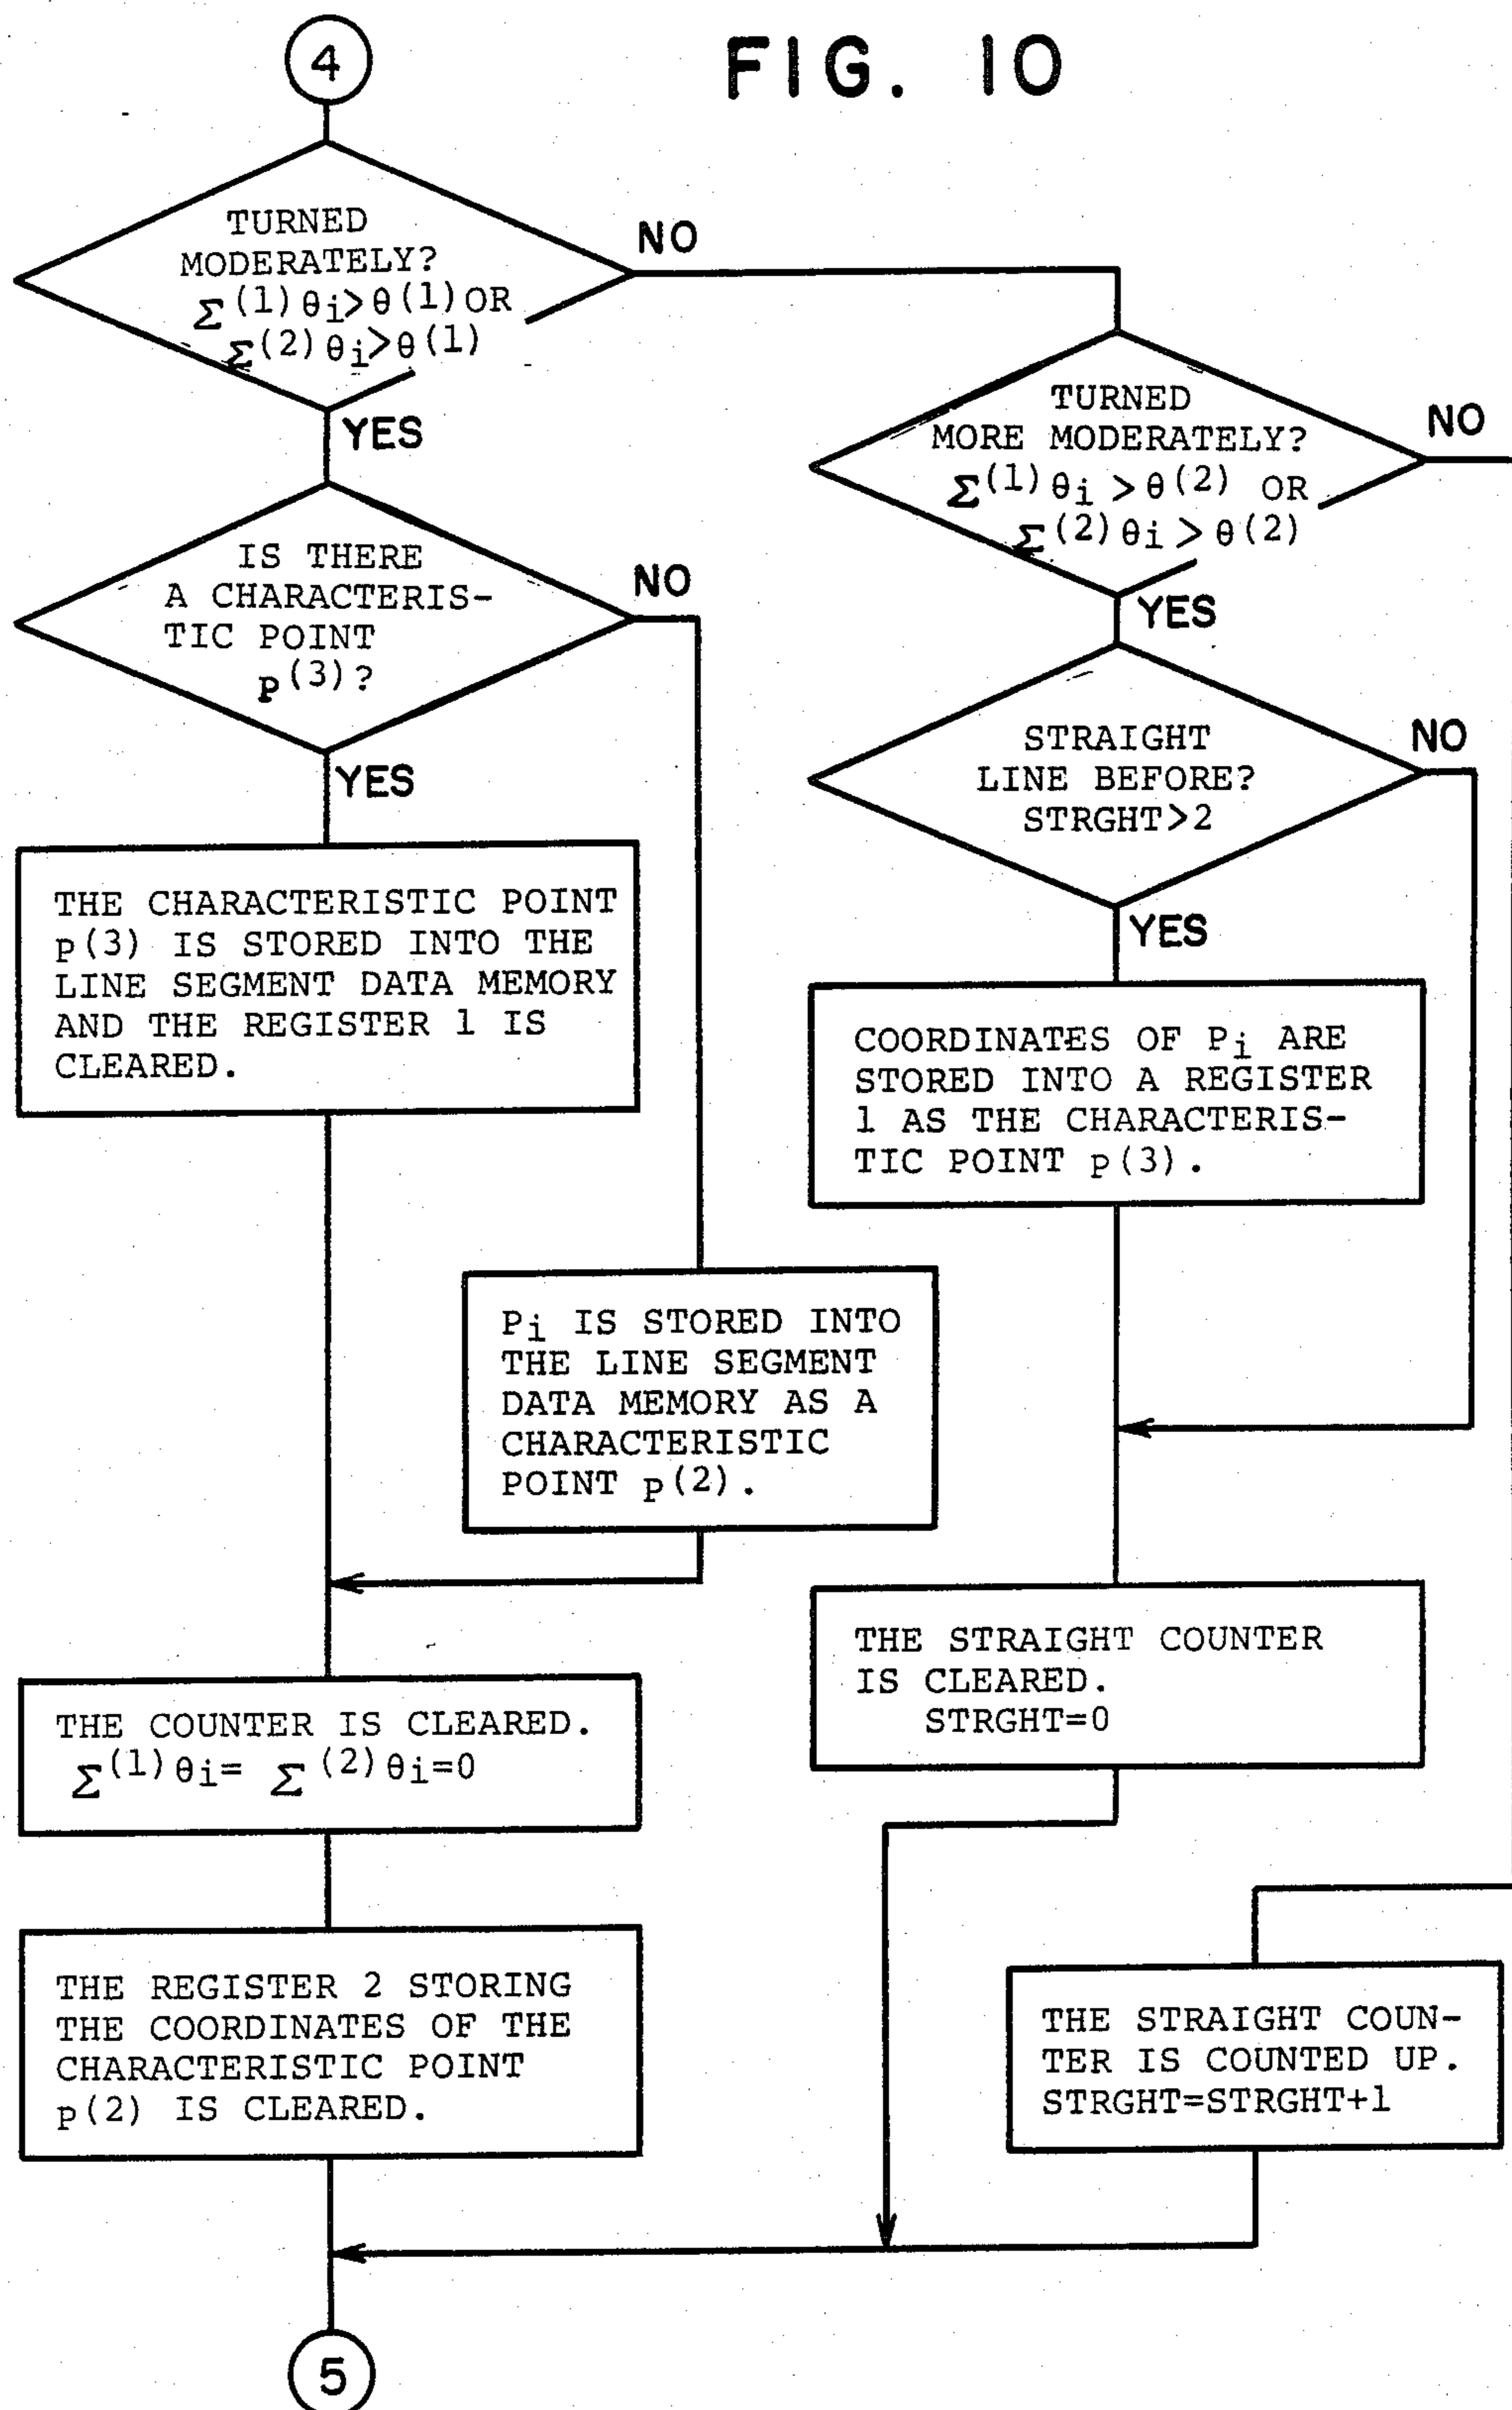 FIG. 10
4
TURNED
MODERATELY?
Σ(1)θi>θ(1)OR
Σ(2)θi>θ(1)
NO
YES
IS THERE
A CHARACTERIS-
TIC POINT
p(3)?
NO
YES
THE CHARACTERISTIC POINT
p(3) IS STORED INTO THE
LINE SEGMENT DATA MEMORY
AND THE REGISTER 1 IS
CLEARED.
Pi IS STORED INTO
THE LINE SEGMENT
DATA MEMORY AS A
CHARACTERISTIC
POINT p(2).
THE COUNTER IS CLEARED.
Σ(1)θi= Σ(2)θi=0
THE REGISTER 2 STORING
THE COORDINATES OF THE
CHARACTERISTIC POINT
p(2) IS CLEARED.
TURNED
MORE MODERATELY?
Σ(1)θi >θ(2) OR
Σ(2)θi >θ(2)
NO
YES
STRAIGHT
LINE BEFORE?
STRGHT>2
NO
YES
COORDINATES OF Pi ARE
STORED INTO A REGISTER
1 AS THE CHARACTERIS-
TIC POINT p(3).
THE STRAIGHT COUNTER
IS CLEARED.
STRGHT=0
THE STRAIGHT COUN-
TER IS COUNTED UP.
STRGHT=STRGHT+1
5